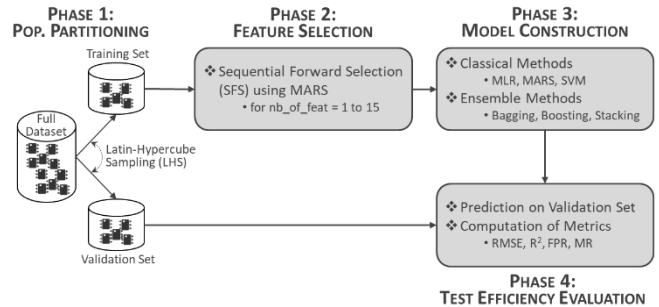 PHASE 1:
POP. PARTITIONING
Training Set
Full
Dataset
Latin-Hypercube
Sampling (LHS)
Validation Set
PHASE 2:
FEATURE SELECTION
❖ Sequential Forward Selection
(SFS) using MARS
• for nb_of_feat = 1 to 15
PHASE 3:
MODEL CONSTRUCTION
❖ Classical Methods
• MLR, MARS, SVM
❖ Ensemble Methods
• Bagging, Boosting, Stacking
❖ Prediction on Validation Set
❖ Computation of Metrics
• RMSE, R², FPR, MR
PHASE 4:
TEST EFFICIENCY EVALUATION